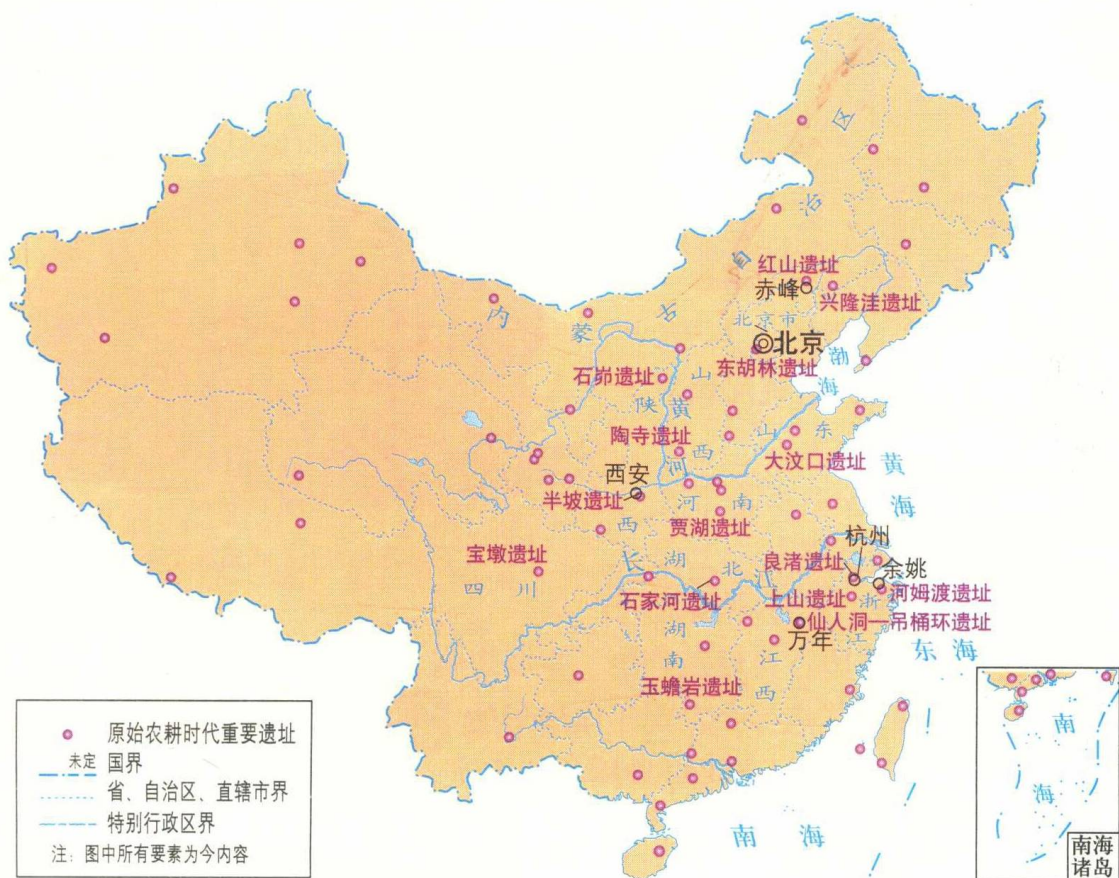 内蒙古自治区
红山遗址
赤峰
兴隆洼遗址
北京市
北京
东胡林遗址
渤海
石峁遗址
陕西
山西
黄河
山东
陶寺遗址
大汶口遗址
黄海
西安
半坡遗址
河南
贾湖遗址
宝墩遗址
四川
长江
湖北
杭州
良渚遗址
余姚
石家河遗址
上山遗址
浙江
河姆渡遗址
仙人洞—吊桶环遗址
万年
东海
湖南
江西
玉蟾岩遗址
南海
原始农耕时代重要遗址
未定 国界
省、自治区、直辖市界
特别行政区界
注:图中所有要素为今内容
南海
南海
诸岛